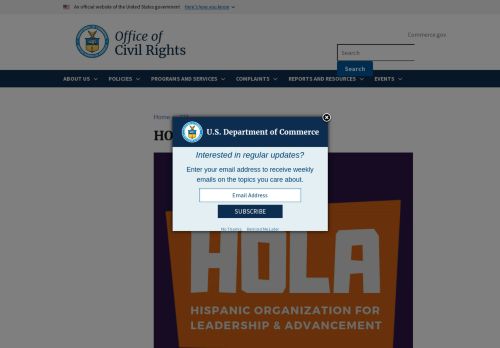 An official website of the United States government Here's how you know
Commerce.gov
Office of
Civil Rights
Search
Search
ABOUT US POLICIES PROGRAMS AND SERVICES COMPLAINTS REPORTS AND RESOURCES EVENTS
Home
HO
U.S. Department of Commerce
Interested in regular updates?
Enter your email address to receive weekly
emails on the topics you care about.
Email Address
SUBSCRIBE
No Thanks Remind Me Later
HOLA
HISPANIC ORGANIZATION FOR
LEADERSHIP & ADVANCEMENT